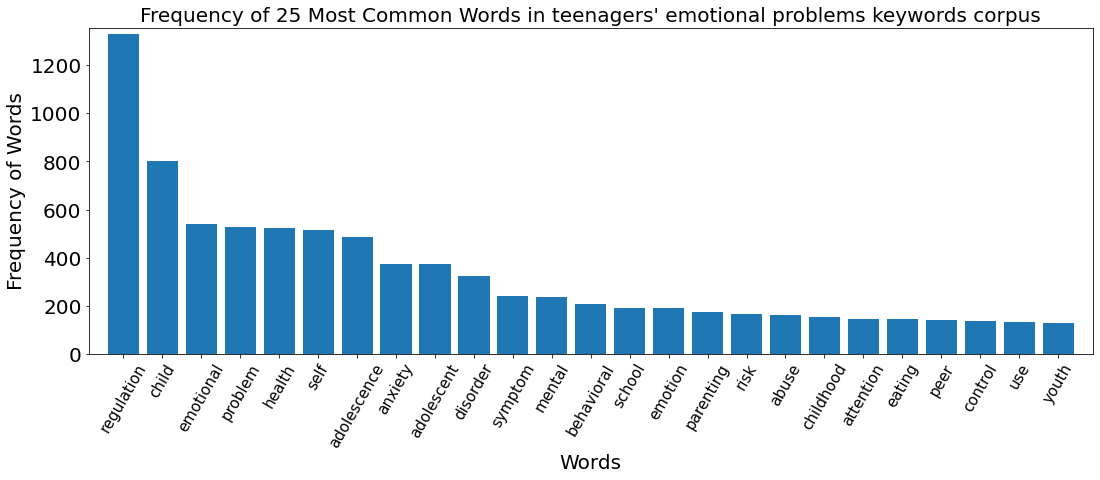 Frequency of 25 Most Common Words in teenagers' emotional problems keywords corpus
Frequency of Words
1200
1000
800
600
400
200
0
regulation
child
emotional
problem
health
self
adolescence
anxiety
adolescent
disorder
symptom
mental
behavioral
school
emotion
parenting
risk
abuse
childhood
attention
eating
peer
control
use
youth
Words